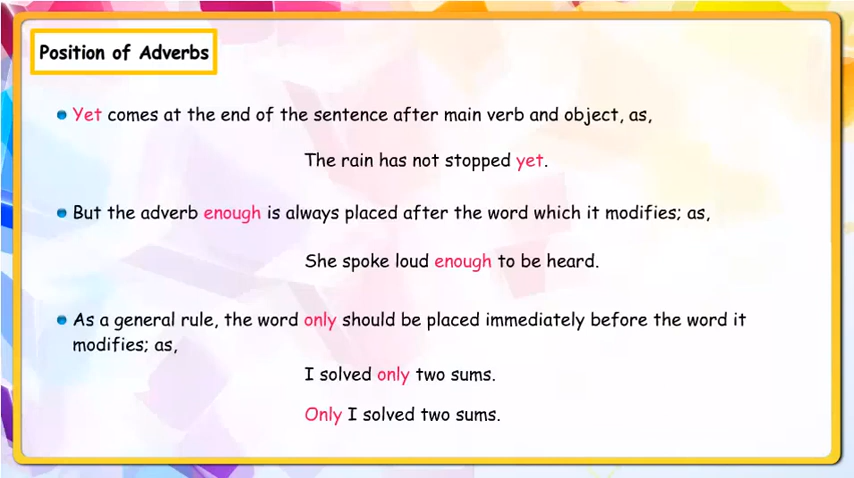 Position of Adverbs
Yet comes at the end of the sentence after main verb and object, as,
The rain has not stopped yet.
But the adverb enough is always placed after the word which it modifies; as,
She spoke loud enough to be heard.
As a general rule, the word only should be placed immediately before the word it
modifies; as,
I solved only two sums.
Only I solved two sums.